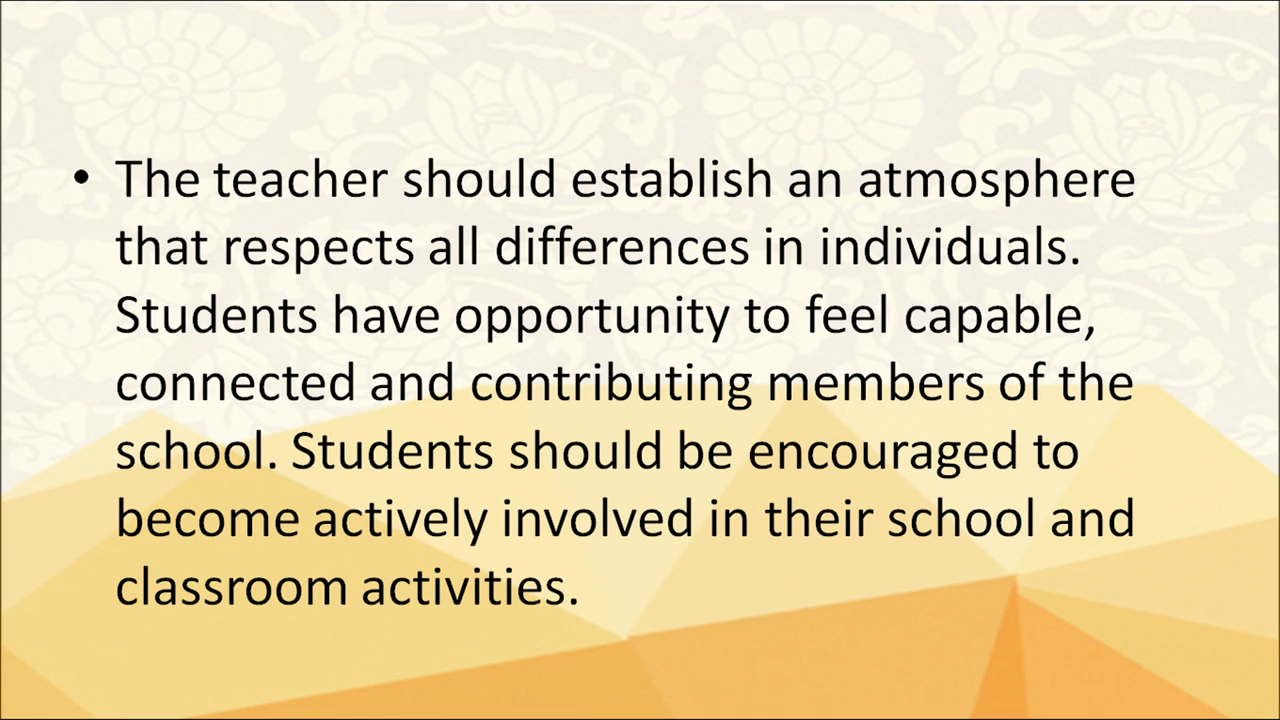 • The teacher should establish an atmosphere
that respects all differences in individuals.
Students have opportunity to feel capable,
connected and contributing members of the
school. Students should be encouraged to
become actively involved in their school and
classroom activities.